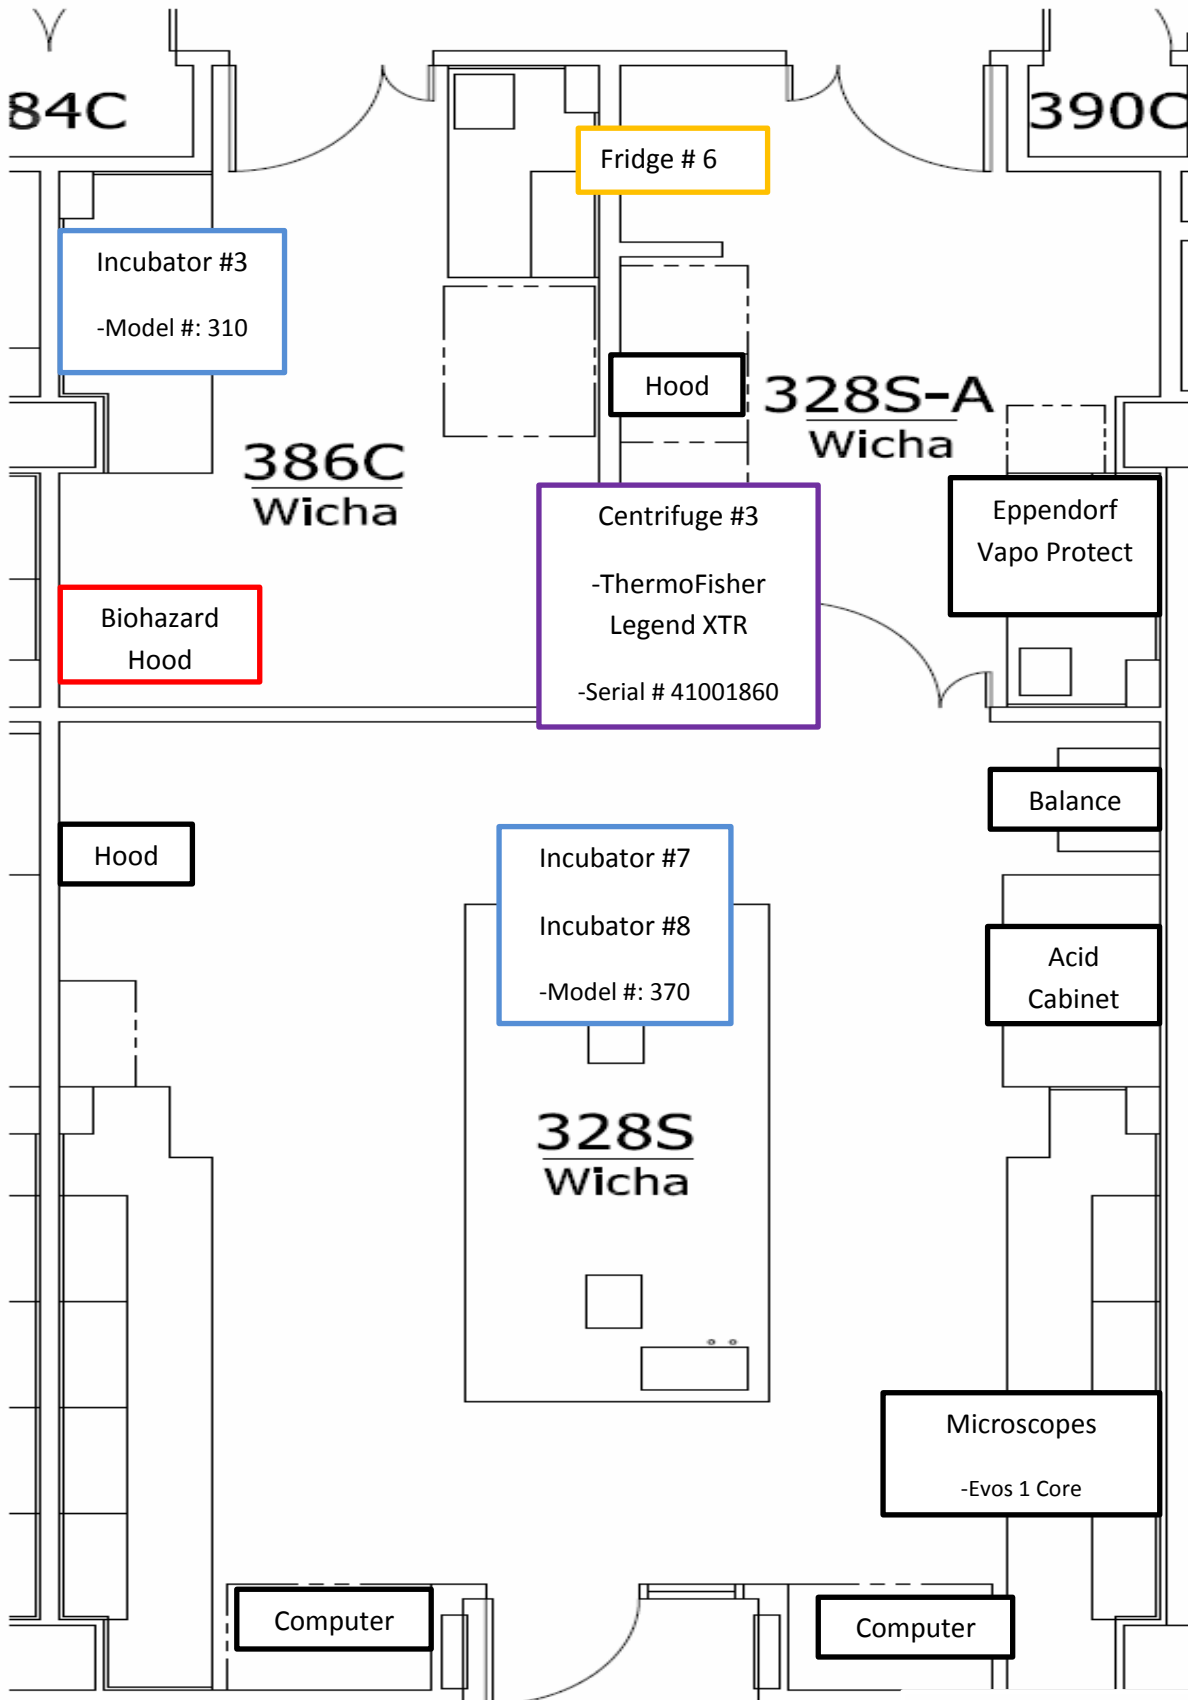 84C
390C
Fridge # 6
Incubator #3
-Model #: 310
Hood
328S-A
Wicha
386C
Wicha
Centrifuge #3
-ThermoFisher
Legend XTR
-Serial # 41001860
Eppendorf
Vapo Protect
Biohazard
Hood
Balance
Hood
Incubator #7
Incubator #8
-Model #: 370
Acid
Cabinet
328S
Wicha
Microscopes
-Evos 1 Core
Computer
Computer